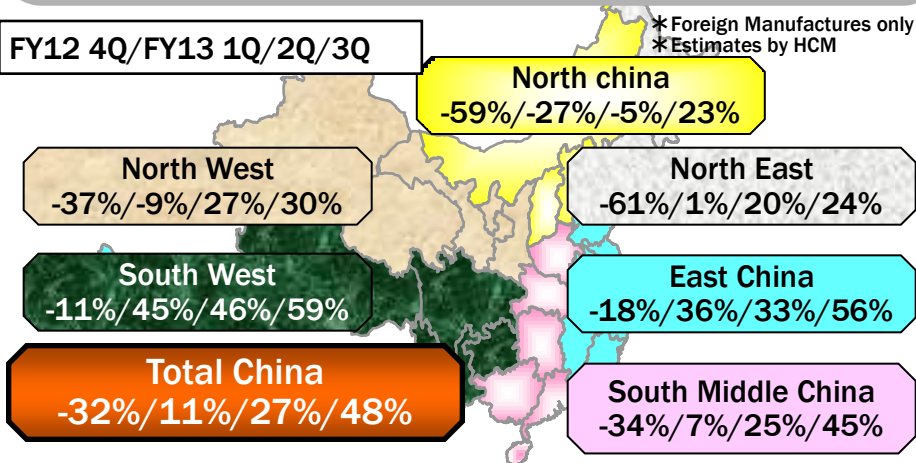 ∗Foreign Manufactures only
∗Estimates by HCM
FY12 4Q/FY13 1Q/2Q/3Q
North china
-59%/-27%/-5%/23%
North West
-37%/-9%/27%/30%
North East
-61%/1%/20%/24%
South West
-11%/45%/46%/59%
East China
-18%/36%/33%/56%
Total China
-32%/11%/27%/48%
South Middle China
-34%/7%/25%/45%